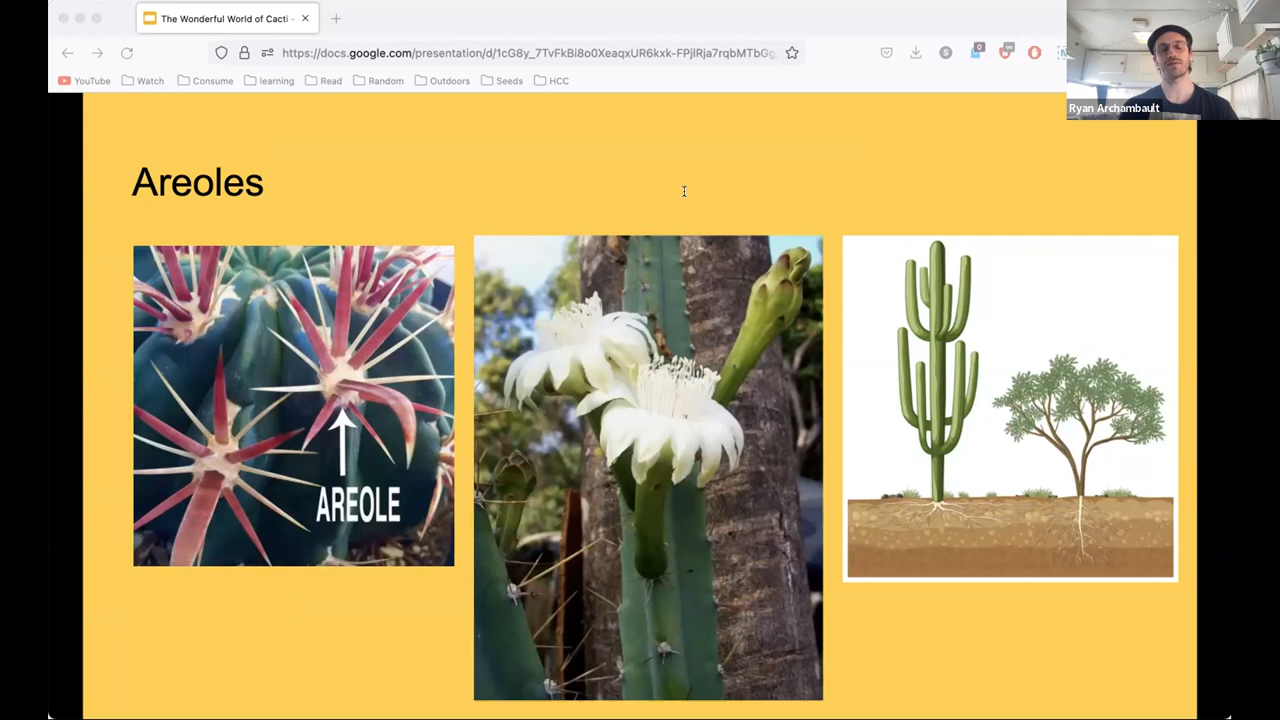 The Wonderful World of Cacti -
https://docs.google.com/presentation/d/1cG8y_7TvFkBi8o0XeaqxUR6kxk-FPjlRja7rqbMTbGg
YouTube Watch Consume learning Read Random Outdoors Seeds HCC
Ryan Archambault
Areoles
AREOLE